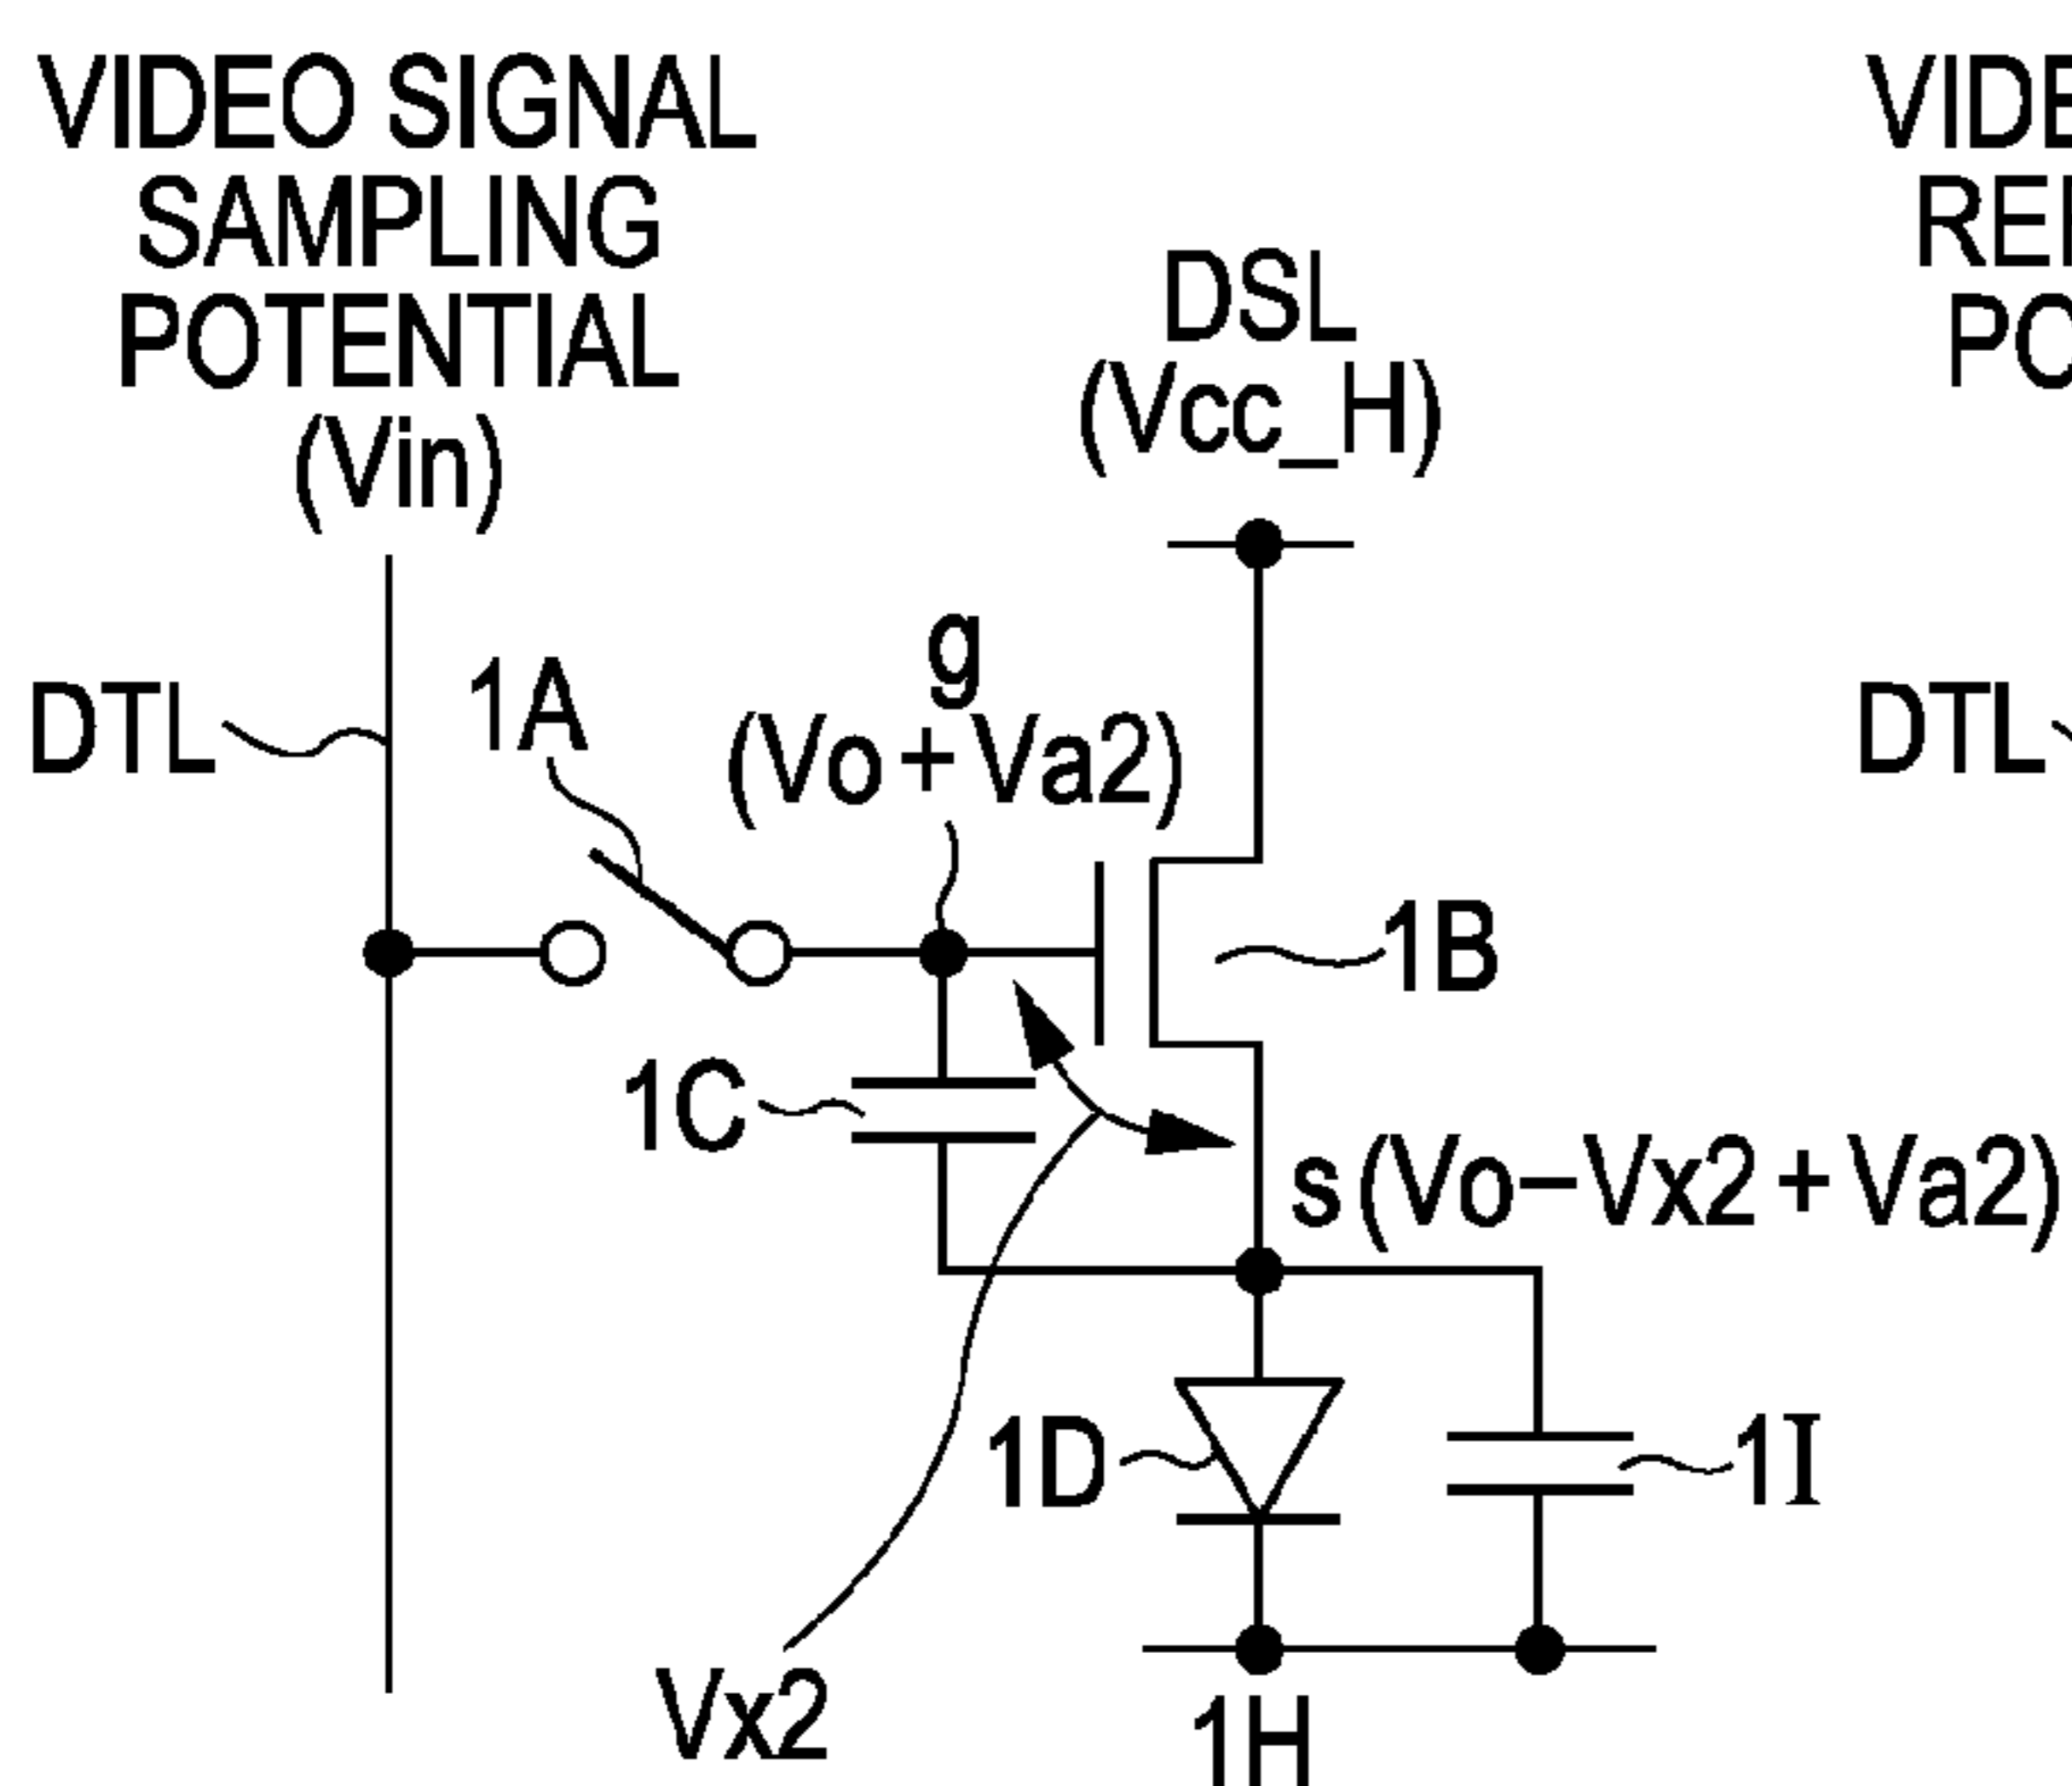 VIDEO SIGNAL
SAMPLING
POTENTIAL
(Vin)
DSL
(Vcc_H)
DTL
1A
g
(Vo+Va2)
1B
1C
s(Vo−Vx2+Va2)
1D
1I
Vx2
1H
DTL